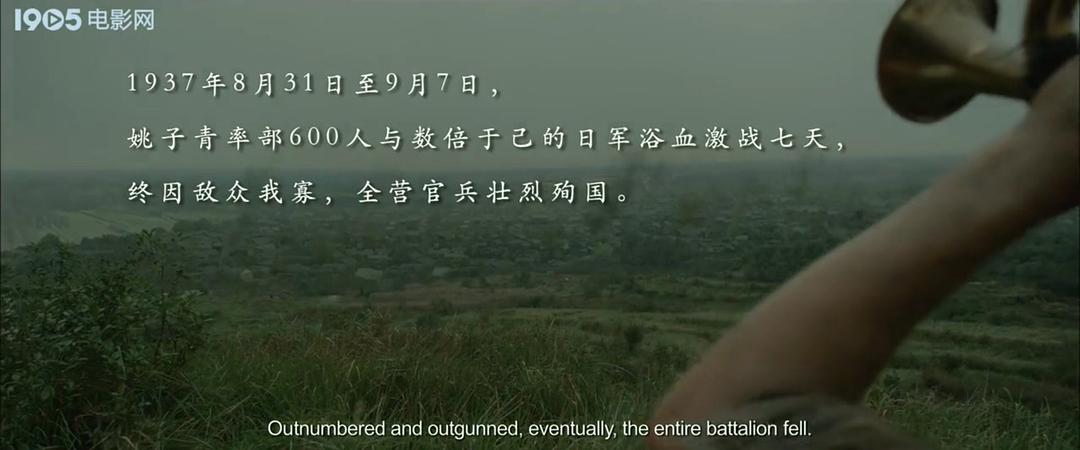 1905电影网
1937年8月31日至9月7日，
姚子青率部600人与数倍于己的日军浴血激战七天，
终因敌众我寡，全营官兵壮烈殉国。
Outnumbered and outgunned, eventually, the entire battalion fell.